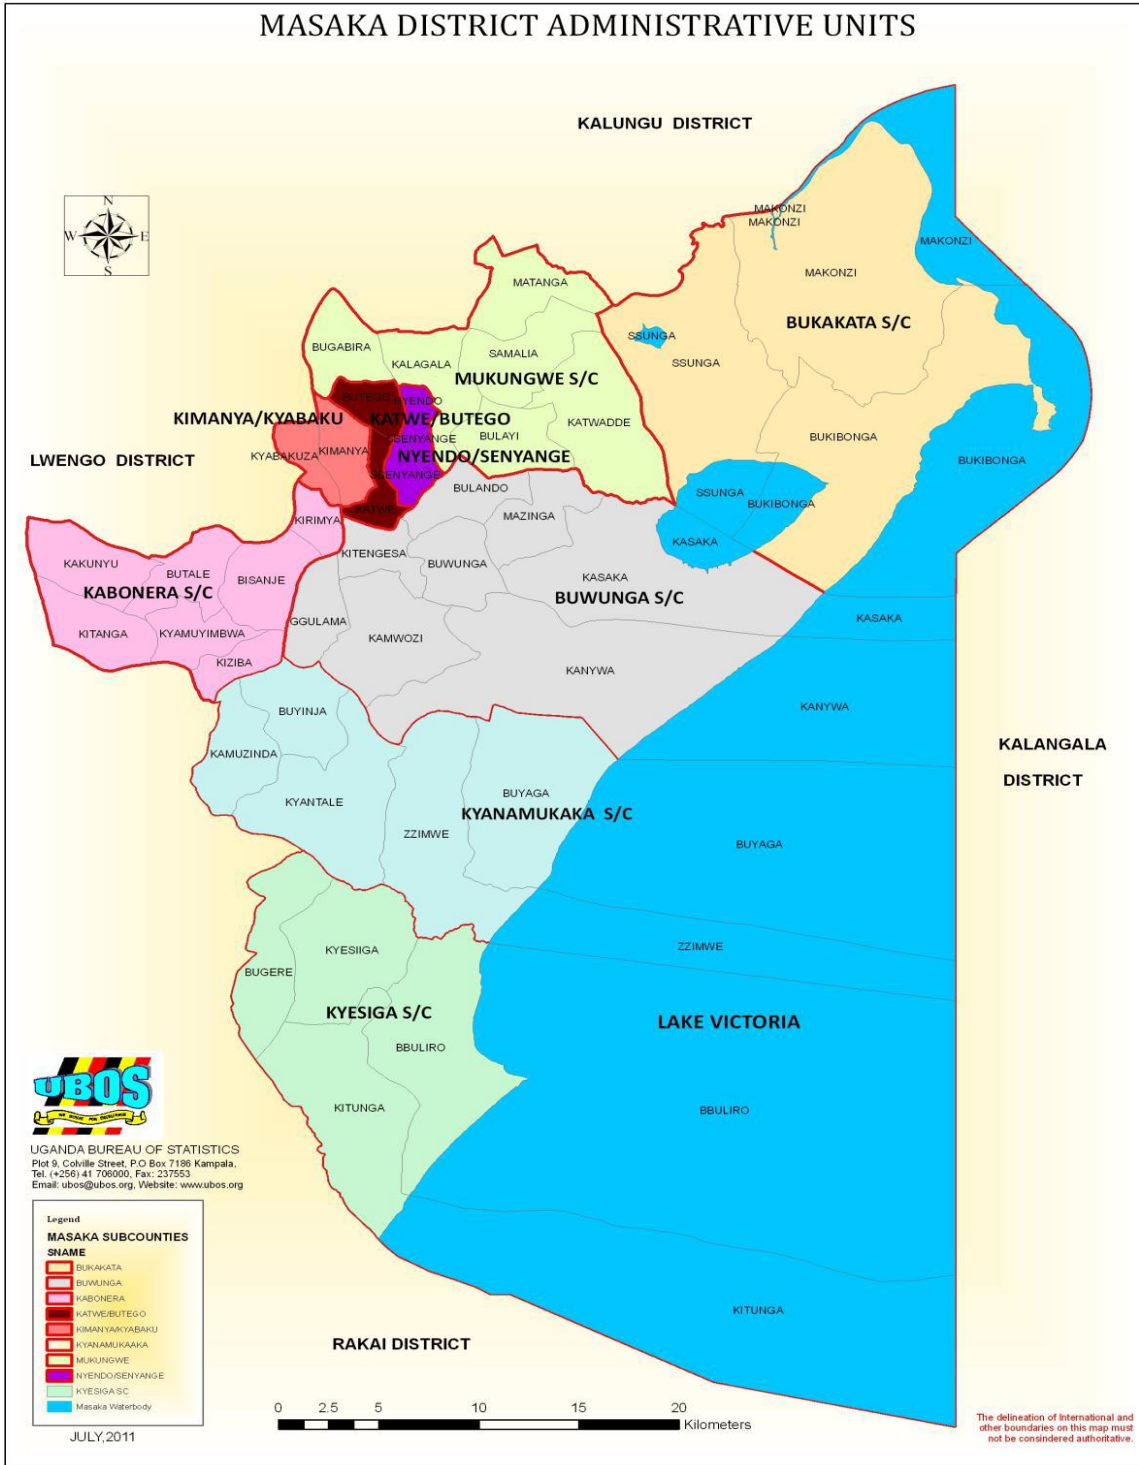 MASAKA DISTRICT ADMINISTRATIVE UNITS
KALUNGU DISTRICT
N
W
E
S
MAKONZI
MAKONZI
MAKONZI
MAKONZI
BUKAKATA S/C
MATANGA
SSUNGA
SSUNGA
BUGABIRA
KALAGALA
SAMALIA
MUKUNGWE S/C
BUTEGO
NYENDO
KIMANYA/KYABAKU
KATWE/BUTEGO
KATWADDE
BULAYI
SSENYANGE
BUKIBONGA
KYABAKUZA
KIMANYA
NYENDO/SENYANGE
LWENGO DISTRICT
SSENYANGE
BUKIBONGA
BULANDO
SSUNGA
BUKIBONGA
KATWE
MAZINGA
KIRIMYA
KASAKA
KITENGESA
BUWUNGA
KAKUNYU
BUTALE
BISANJE
KASAKA
KABONERA S/C
BUWUNGA S/C
GGULAMA
KASAKA
KITANGA
KYAMUYIMBWA
KAMWOZI
KIZIBA
KANYWA
KANYWA
BUYINJA
KALANGALA
DISTRICT
KAMUZINDA
KYANTALE
BUYAGA
KYANAMUKAKA S/C
ZZIMWE
BUYAGA
KYESIIGA
ZZIMWE
BUGERE
KYESIGA S/C
LAKE VICTORIA
BBULIRO
KITUNGA
BBULIRO
UBOS
UGANDA BUREAU OF STATISTICS
Plot 9, Colville Street, P.O Box 7186 Kampala,
Tel. (+256) 41 706000, Fax: 237553
Email: ubos@ubos.org, Website: www.ubos.org
Legend
MASAKA SUBCOUNTIES
SNAME
BUKAKATA
BUWUNGA
KABONERA
KATWE/BUTEGO
KIMANYA/KYABAKU
KYANAMUKAAKA
MUKUNGWE
NYENDO/SENYANGE
KYESIGA SC
Masaka Waterbody
JULY,2011
KITUNGA
RAKAI DISTRICT
0 2.5 5 10 15 20
Kilometers
The delineation of International and
other boundaries on this map must
not be consindered authoritative.